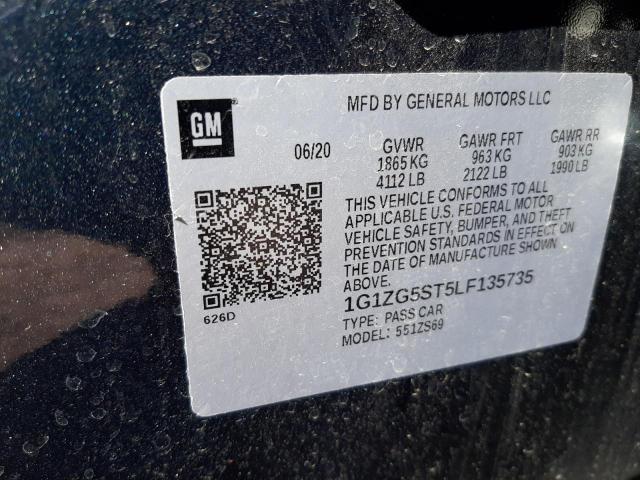 GM
MFD BY GENERAL MOTORS LLC
06/20
GVWR
1865 KG
4112 LB
GAWR FRT
963 KG
2122 LB
GAWR RR
903 KG
1990 LB
THIS VEHICLE CONFORMS TO ALL
APPLICABLE U.S. FEDERAL MOTOR
VEHICLE SAFETY, BUMPER, AND THEFT
PREVENTION STANDARDS IN EFFECT ON
THE DATE OF MANUFACTURE SHOWN
ABOVE.
1G1ZG5ST5LF135735
TYPE: PASS CAR
MODEL: 551ZS69
626D